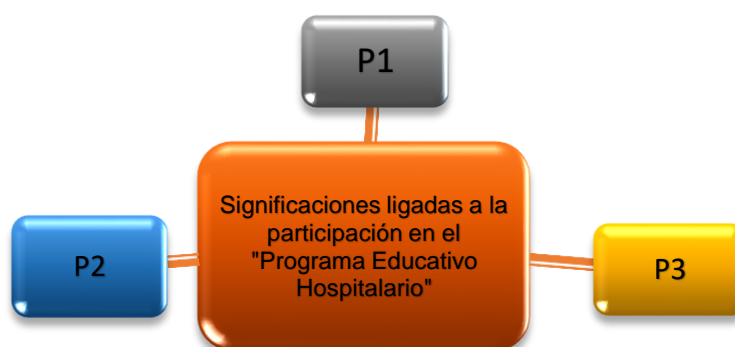 P1
Significaciones ligadas a la
participación en el
"Programa Educativo
Hospitalario"
P2
P3